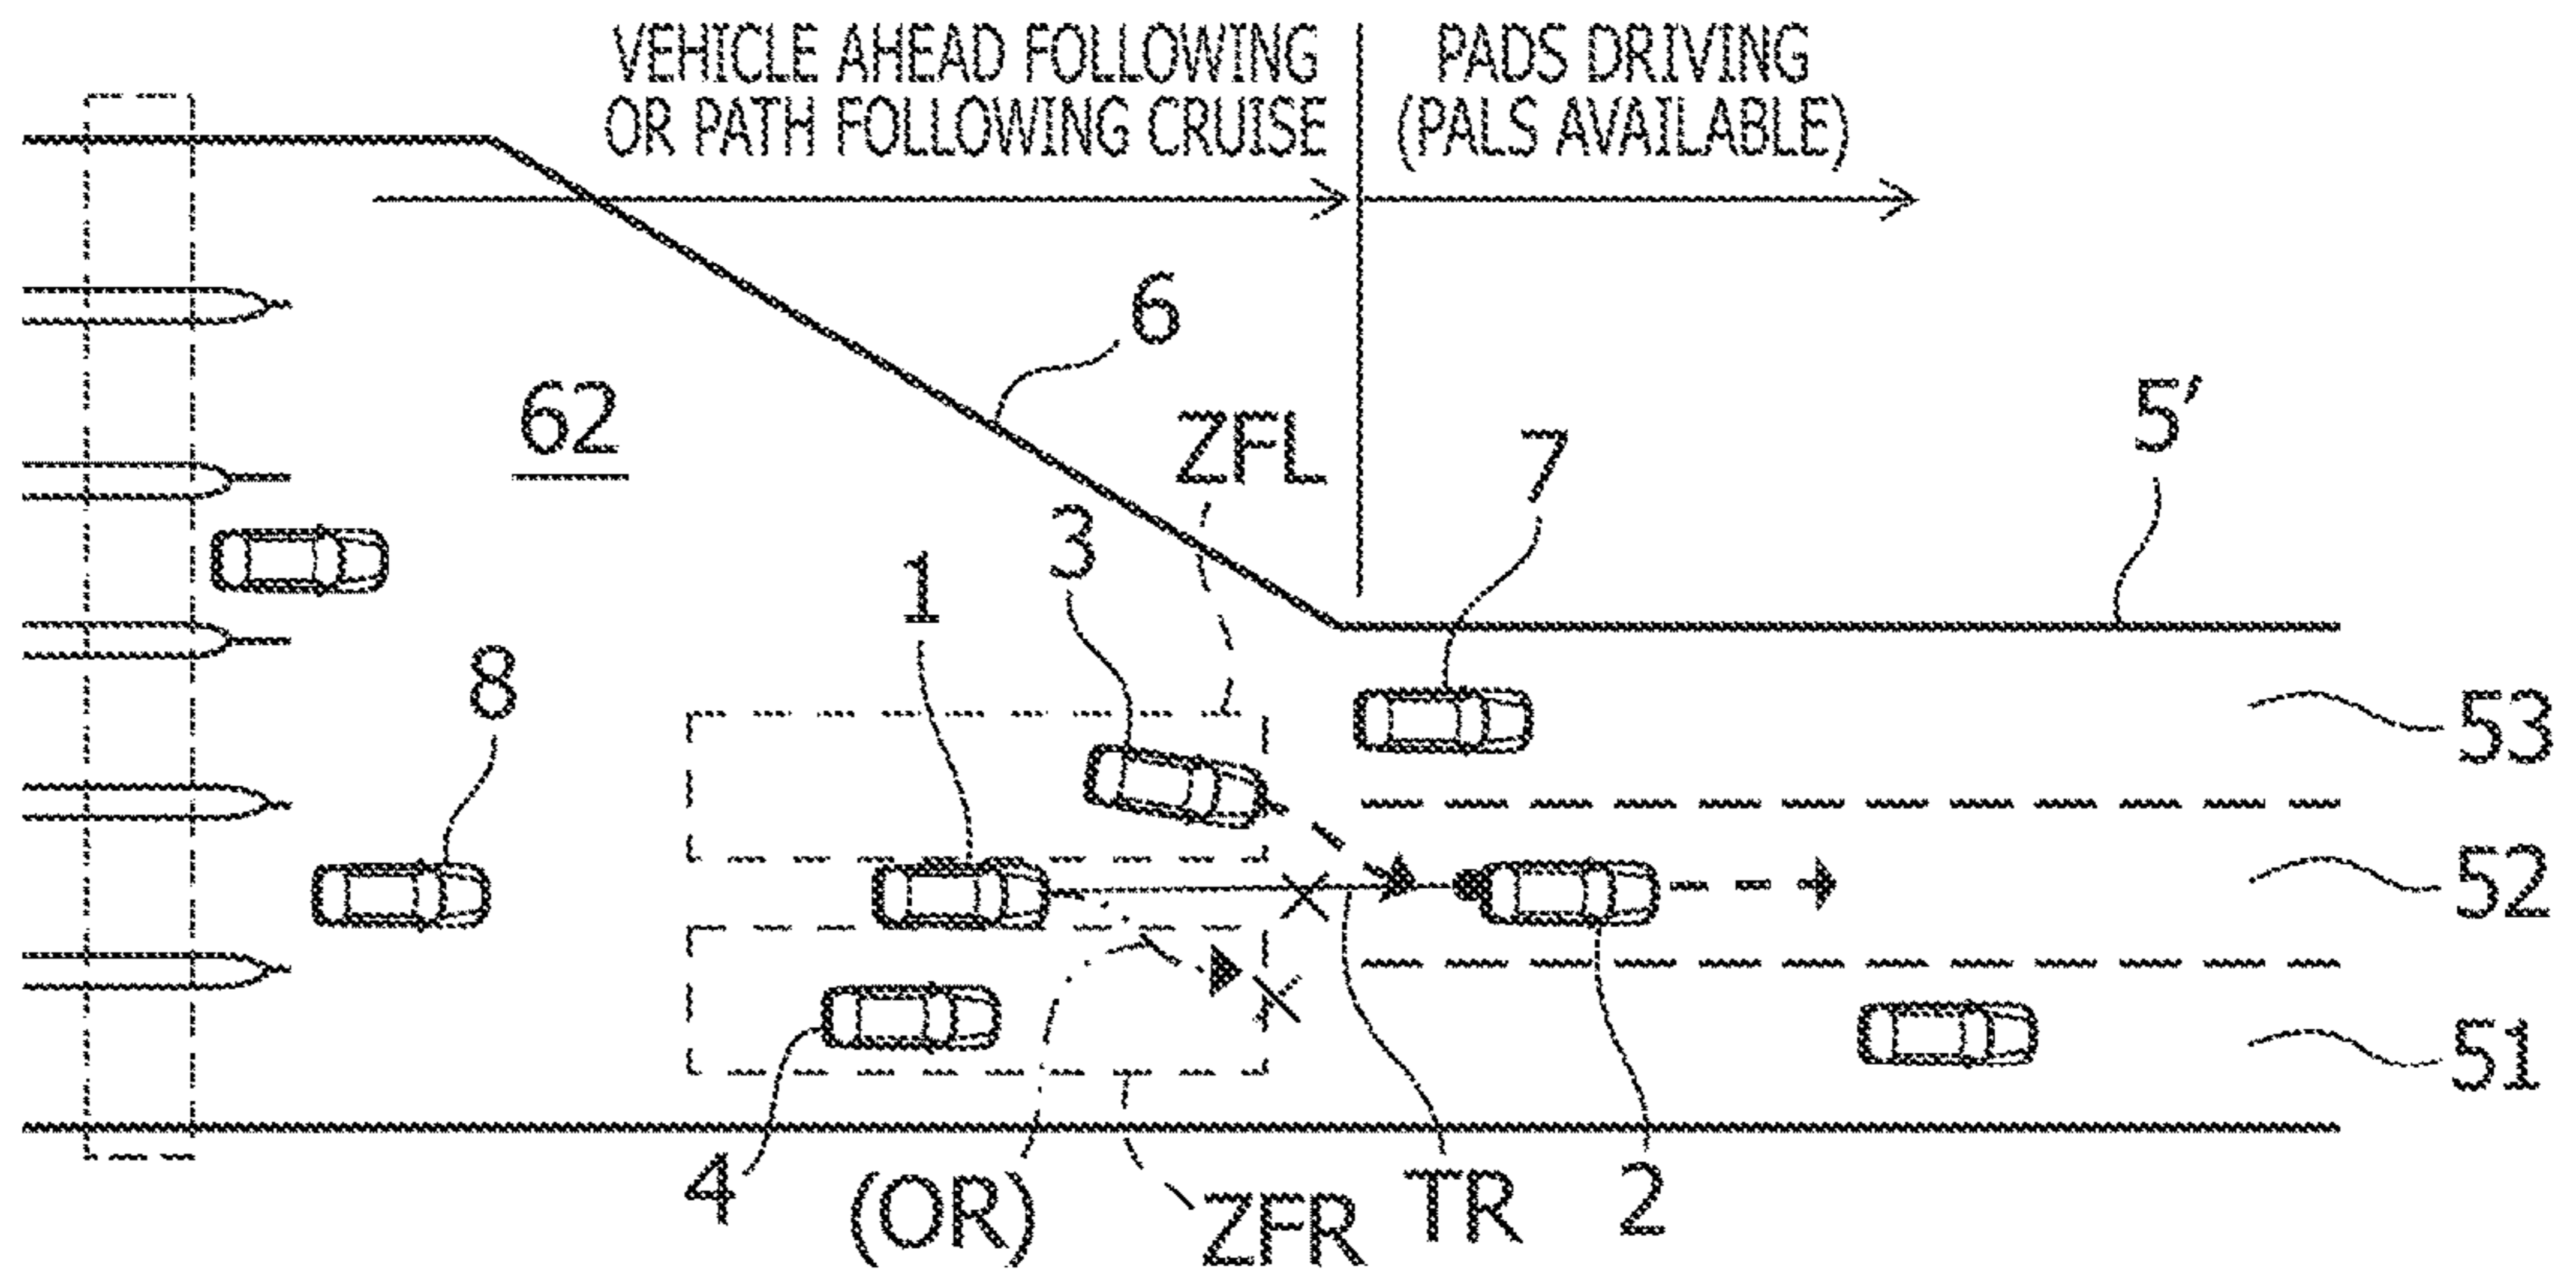 VEHICLE AHEAD FOLLOWING
OR PATH FOLLOWING CRUISE
PADS DRIVING
(PALS AVAILABLE)
6
62
ZFL
7
5'
3
1
8
53
52
51
4
(OR)
ZFR
TR
2